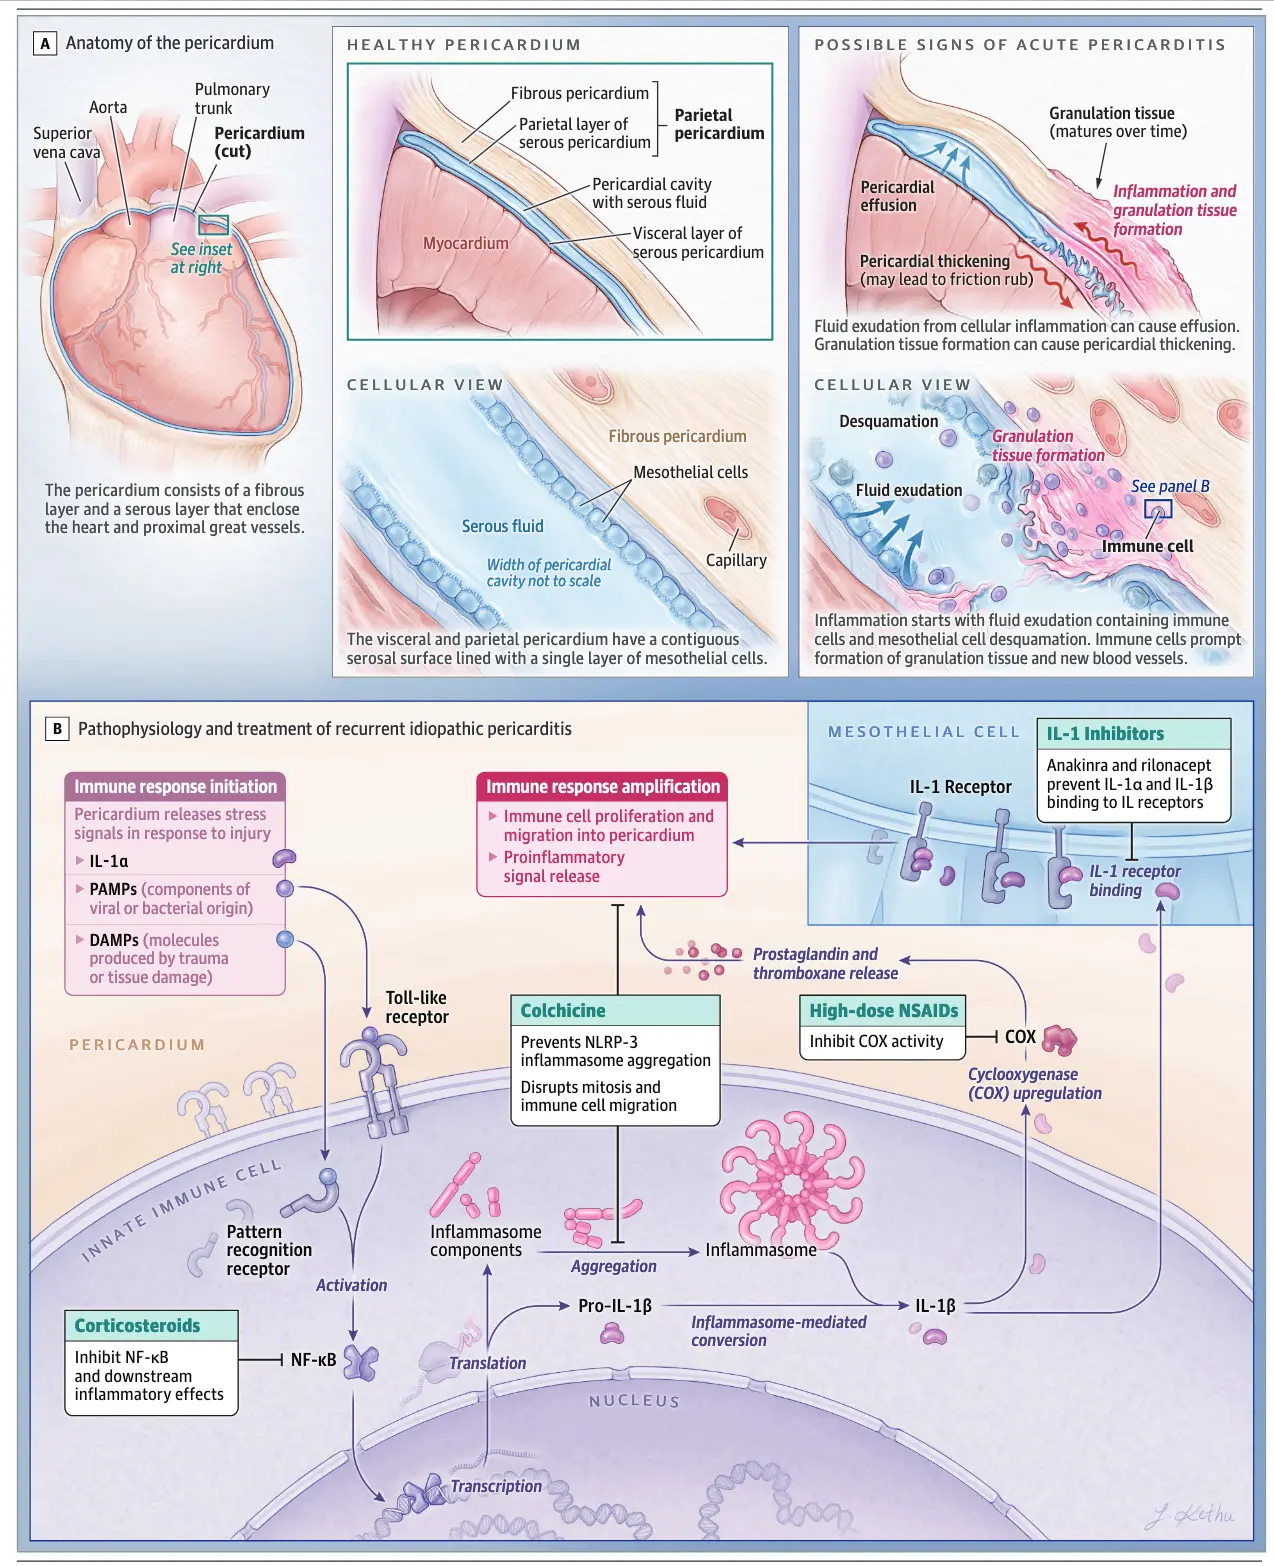 A Anatomy of the pericardium
Aorta
Pulmonary
trunk
Superior
vena cava
Pericardium
(cut)
See inset
at right
The pericardium consists of a fibrous
layer and a serous layer that enclose
the heart and proximal great vessels.
HEALTHY PERICARDIUM
Fibrous pericardium
Parietal layer of
serous pericardium
Parietal
pericardium
Pericardial cavity
with serous fluid
Myocardium
Visceral layer of
serous pericardium
CELLULAR VIEW
Fibrous pericardium
Mesothelial cells
Serous fluid
Width of pericardial
cavity not to scale
Capillary
The visceral and parietal pericardium have a contiguous
serosal surface lined with a single layer of mesothelial cells.
POSSIBLE SIGNS OF ACUTE PERICARDITIS
Granulation tissue
(matures over time)
Pericardial
effusion
Inflammation and
granulation tissue
formation
Pericardial thickening
(may lead to friction rub)
Fluid exudation from cellular inflammation can cause effusion.
Granulation tissue formation can cause pericardial thickening.
CELLULAR VIEW
Desquamation
Granulation
tissue formation
Fluid exudation
See panel B
Immune cell
Inflammation starts with fluid exudation containing immune
cells and mesothelial cell desquamation. Immune cells prompt
formation of granulation tissue and new blood vessels.
B Pathophysiology and treatment of recurrent idiopathic pericarditis
Immune response initiation
Pericardium releases stress
signals in response to injury
▸ IL-1α
▸ PAMPs (components of
viral or bacterial origin)
▸ DAMPs (molecules
produced by trauma
or tissue damage)
Immune response amplification
▸ Immune cell proliferation and
migration into pericardium
▸ Proinflammatory
signal release
MESOTHELIAL CELL
IL-1 Receptor
IL-1 Inhibitors
Anakinra and rilonacept
prevent IL-1α and IL-1β
binding to IL receptors
IL-1 receptor
binding
Prostaglandin and
thromboxane release
Toll-like
receptor
PERICARDIUM
Colchicine
Prevents NLRP-3
inflammasome aggregation
Disrupts mitosis and
immune cell migration
High-dose NSAIDs
Inhibit COX activity
COX
Cyclooxygenase
(COX) upregulation
INNATE IMMUNE CELL
Pattern
recognition
receptor
Activation
Inflammasome
components
Aggregation
Inflammasome
Pro-IL-1β
Inflammasome-mediated
conversion
IL-1β
Corticosteroids
Inhibit NF-κB
and downstream
inflammatory effects
NF-κB
Translation
NUCLEUS
Transcription
J. Kethu